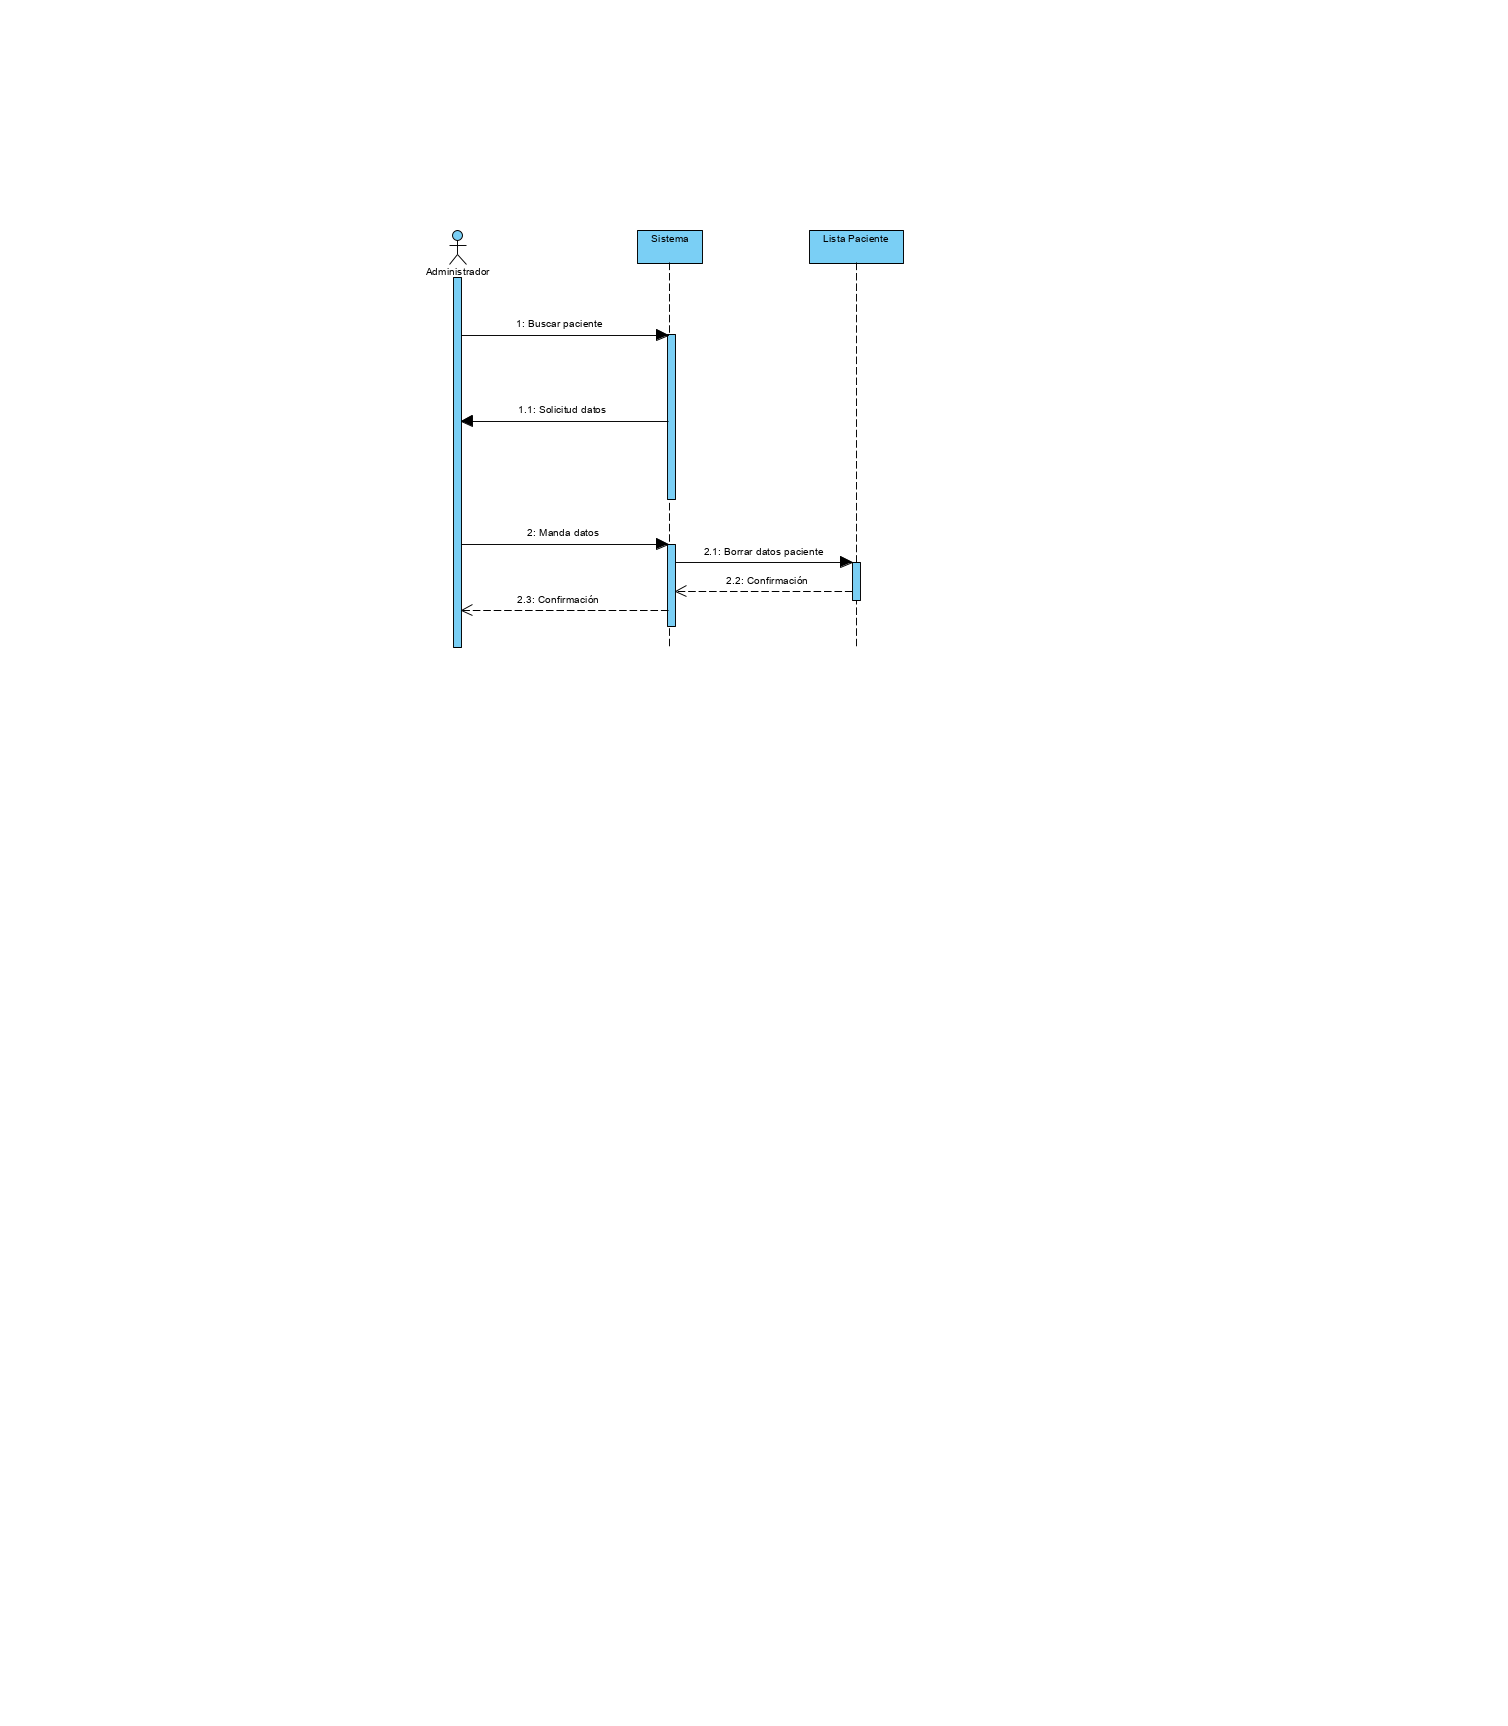 Administrador
Sistema
Lista Paciente
1: Buscar paciente
1.1: Solicitud datos
2: Manda datos
2.1: Borrar datos paciente
2.2: Confirmación
2.3: Confirmación